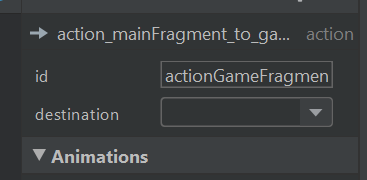 action_mainFragment_to_ga... action
id actionGameFragmen
destination
Animations